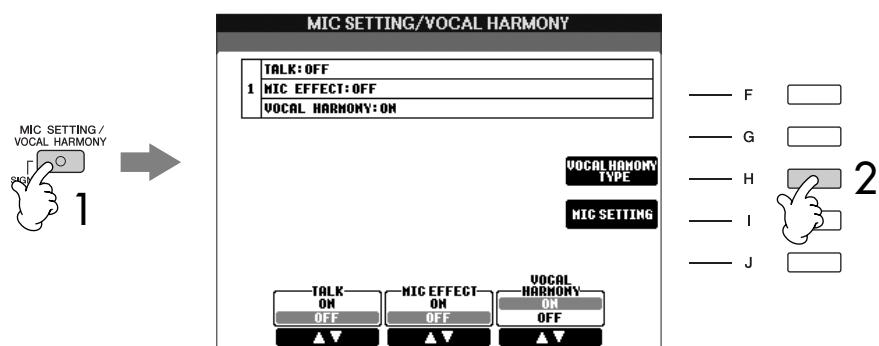 MIC SETTING/VOCAL HARMONY
TALK:OFF
1 MIC EFFECT:OFF
VOCAL HARMONY:ON
MIC SETTING /
VOCAL HARMONY
1
VOCAL HAMONY
TYPE
MIC SETTING
TALK
ON
OFF
MIC EFFECT
ON
OFF
VOCAL
HARMONY
ON
OFF
F
G
H
2
I
J